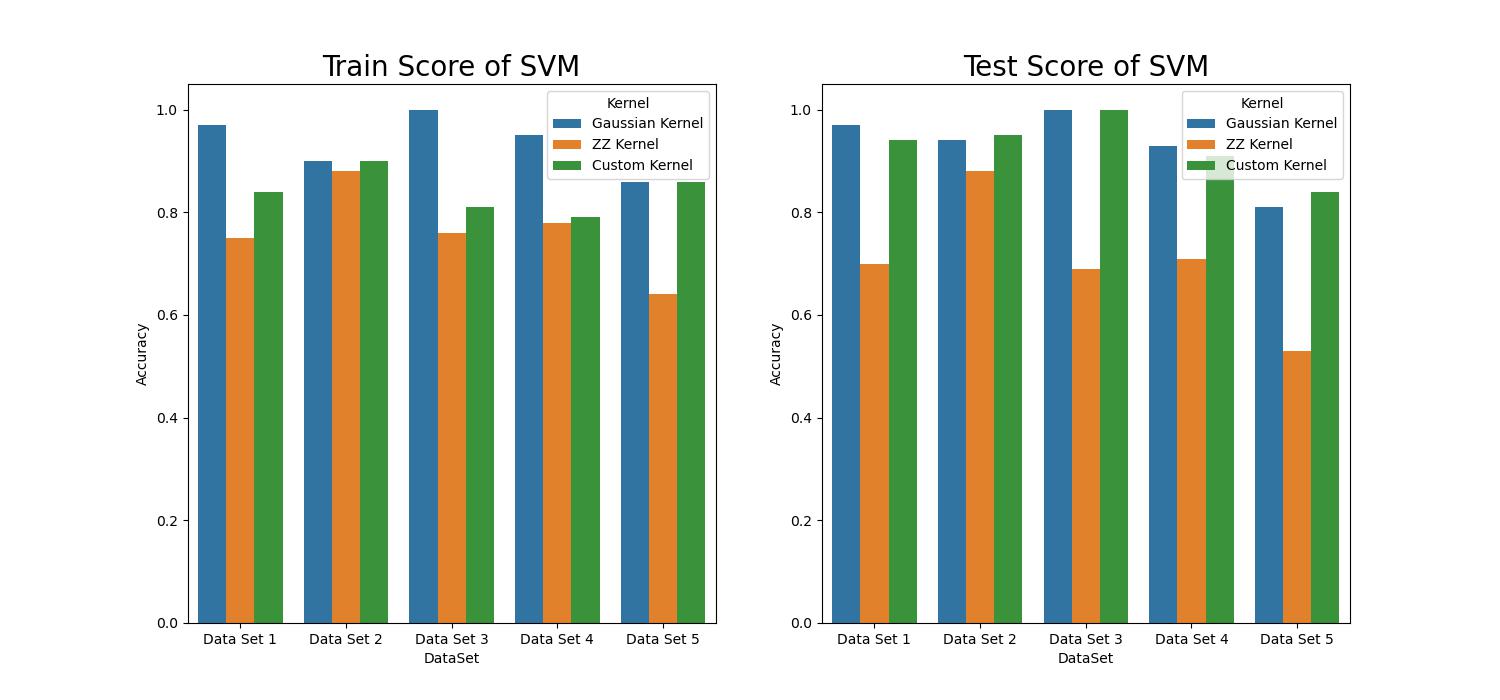 Train Score of SVM
Kernel
Gaussian Kernel
ZZ Kernel
Custom Kernel
1.0
0.8
0.6
0.4
0.2
0.0
Accuracy
Data Set 1 Data Set 2 Data Set 3 Data Set 4 Data Set 5
DataSet
Test Score of SVM
Kernel
Gaussian Kernel
ZZ Kernel
Custom Kernel
1.0
0.8
0.6
0.4
0.2
0.0
Accuracy
Data Set 1 Data Set 2 Data Set 3 Data Set 4 Data Set 5
DataSet